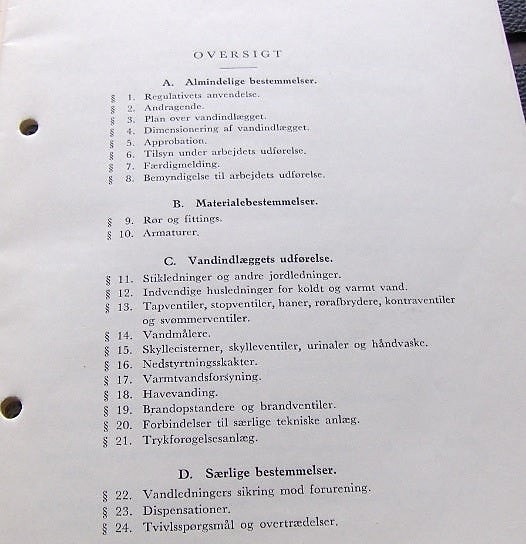 OVERSIGT
A. Almindelige bestemmelser.
§ 1. Regulativets anvendelse.
§ 2. Andragende.
§ 3. Plan over vandindlægget.
§ 4. Dimensionering af vandindlægget.
§ 5. Approbation.
§ 6. Tilsyn under arbejdets udførelse.
§ 7. Færdigmelding.
§ 8. Bemyndigelse til arbejdets udførelse.
B. Materialebestemmelser.
§ 9. Rør og fittings.
§ 10. Armaturer.
C. Vandindlæggets udførelse.
§ 11. Stikledninger og andre jordledninger.
§ 12. Indvendige husledninger for koldt og varmt vand.
§ 13. Tapventiler, stopventiler, haner, rørafbrydere, kontraventiler
og svømmerventiler.
§ 14. Vandmålere.
§ 15. Skyllecisterner, skylleventiler, urinaler og håndvaske.
§ 16. Nedstyrtningsskakter.
§ 17. Varmtvandsforsyning.
§ 18. Havevanding.
§ 19. Brandopstandere og brandventiler.
§ 20. Forbindelser til særlige tekniske anlæg.
§ 21. Trykforøgelsesanlæg.
D. Særlige bestemmelser.
§ 22. Vandledningers sikring mod forurening.
§ 23. Dispensationer.
§ 24. Tvivlsspørgsmål og overtrædelser.